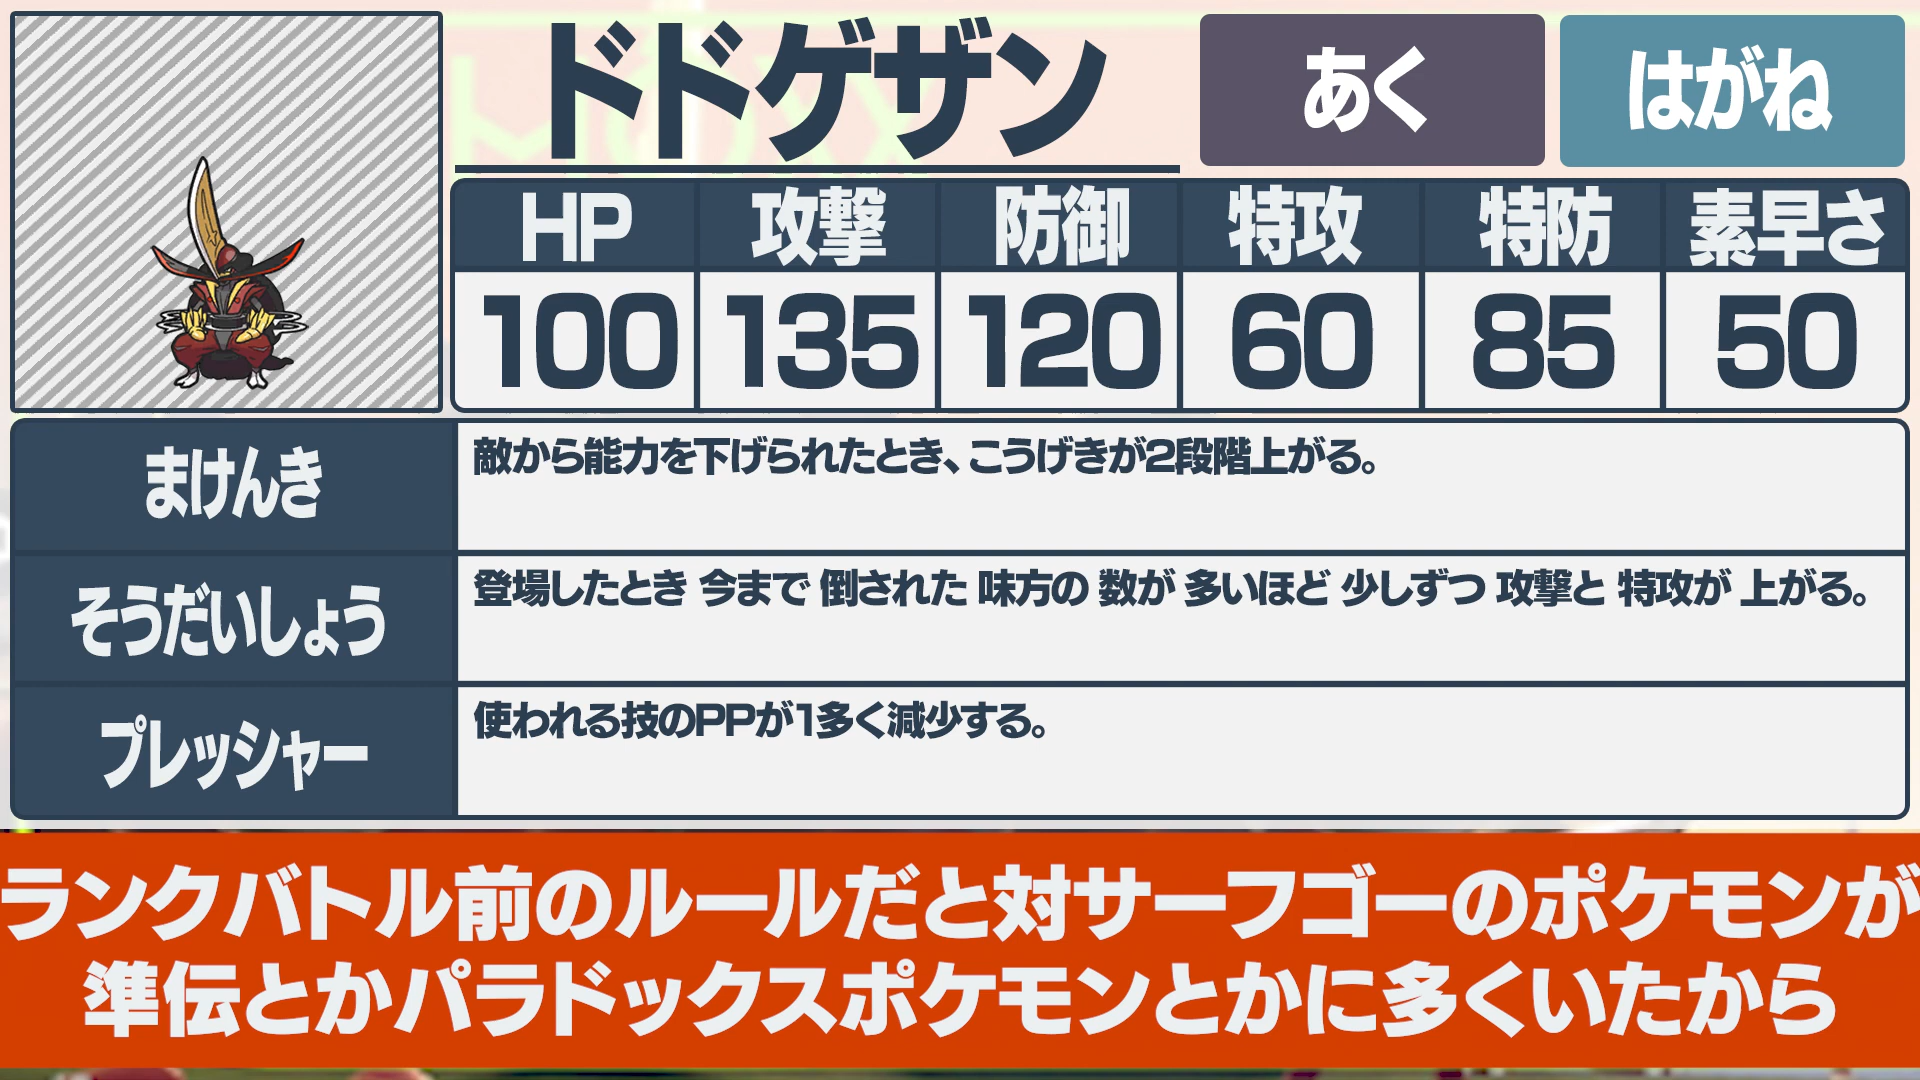 ドドゲザン
あく
はがね
HP 攻撃 防御 特攻 特防 素早さ
100 135 120 60 85 50
まけんき
敵から能力を下げられたとき、こうげきが2段階上がる。
そうだいしょう
登場したとき 今まで 倒された 味方の 数が 多いほど 少しずつ 攻撃と 特攻が 上がる。
プレッシャー
使われる技のPPが1多く減少する。
ランクバトル前のルールだと対サーフゴーのポケモンが
準伝とかパラドックスポケモンとかに多くいたから